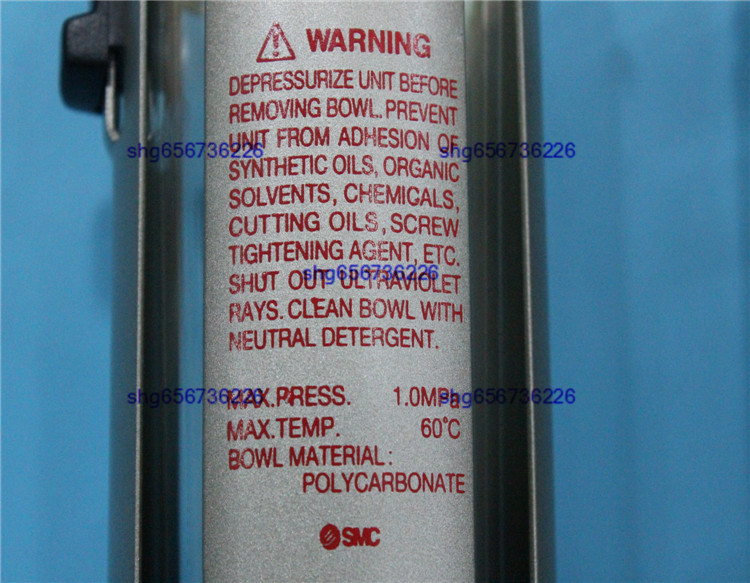 WARNING
DEPRESSURIZE UNIT BEFORE
REMOVING BOWL. PREVENT
UNIT FROM ADHESION OF
shg656736226 shg656736226
SYNTHETIC OILS, ORGANIC
SOLVENTS, CHEMICALS,
CUTTING OILS, SCREW
TIGHTENING AGENT, ETC.
shg656736226
SHUT OUT ULTRAVIOLET
RAYS. CLEAN BOWL WITH
NEUTRAL DETERGENT.
MAX.PRESS. 1.0MPa
shg656736226 shg656736226
MAX.TEMP. 60°C
BOWL MATERIAL:
POLYCARBONATE
SMC